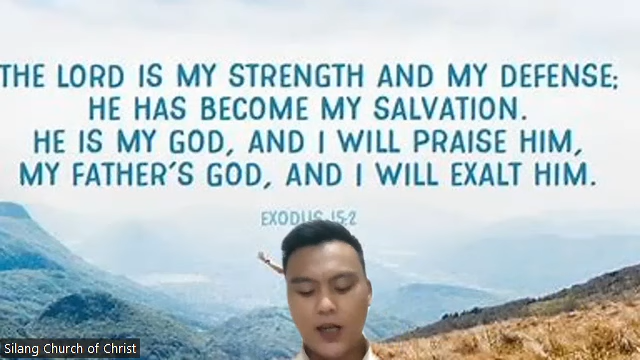 THE LORD IS MY STRENGTH AND MY DEFENSE;
HE HAS BECOME MY SALVATION.
HE IS MY GOD, AND I WILL PRAISE HIM,
MY FATHER'S GOD, AND I WILL EXALT HIM.
EXODUS 15:2
Silang Church of Christ